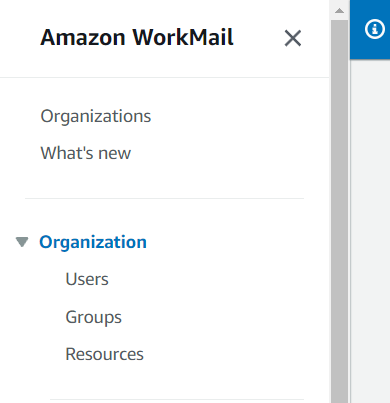 Amazon WorkMail
Organizations
What's new
Organization
Users
Groups
Resources